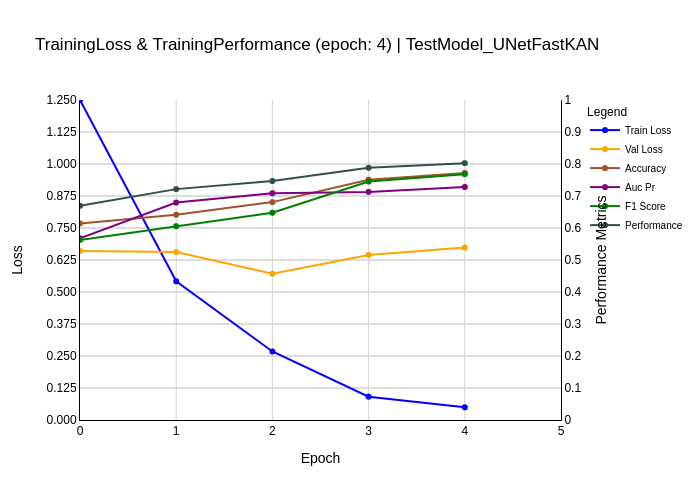 TrainingLoss & TrainingPerformance (epoch: 4) | TestModel_UNetFastKAN
1.250
1.125
1.000
0.875
0.750
0.625
0.500
0.375
0.250
0.125
0.000
Loss
0
1
2
3
4
5
Epoch
1
0.9
0.8
0.7
0.6
0.5
0.4
0.3
0.2
0.1
0
Performance Metrics
Legend
Train Loss
Val Loss
Accuracy
Auc Pr
F1 Score
Performance